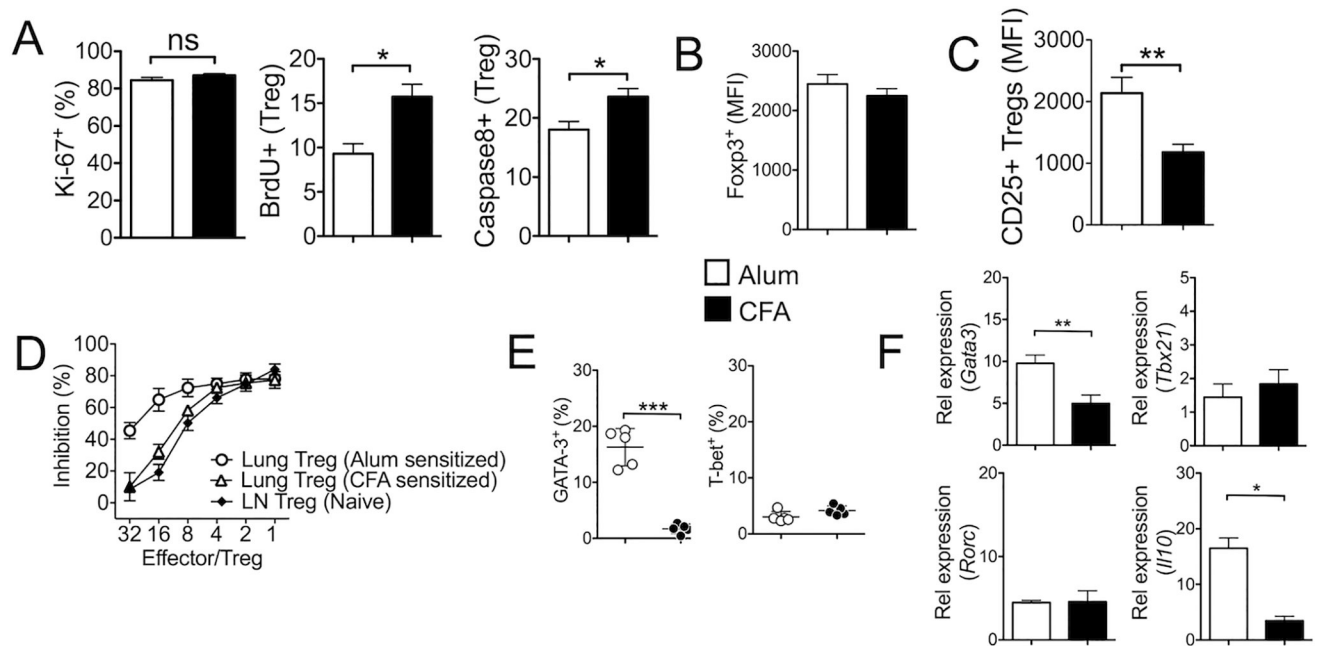 A
ns
Ki-67+ (%)
100
80
60
40
20
0
*
BrdU+ (Treg)
20
15
10
5
0
*
Caspase8+ (Treg)
30
20
10
0
B
Foxp3+ (MFI)
3000
2000
1000
0
C
**
CD25+ Tregs (MFI)
3000
2000
1000
0
Alum
CFA
D
Inhibition (%)
100
80
60
40
20
0
32 16 8 4 2 1
Effector/Treg
Lung Treg (Alum sensitized)
Lung Treg (CFA sensitized)
LN Treg (Naive)
E
***
GATA-3+ (%)
30
20
10
0
T-bet+ (%)
30
20
10
0
F
**
Rel expression
(Gata3)
20
15
10
5
0
Rel expression
(Tbx21)
5
4
3
2
1
0
Rel expression
(Rorc)
20
10
0
*
Rel expression
(Il10)
30
20
10
0